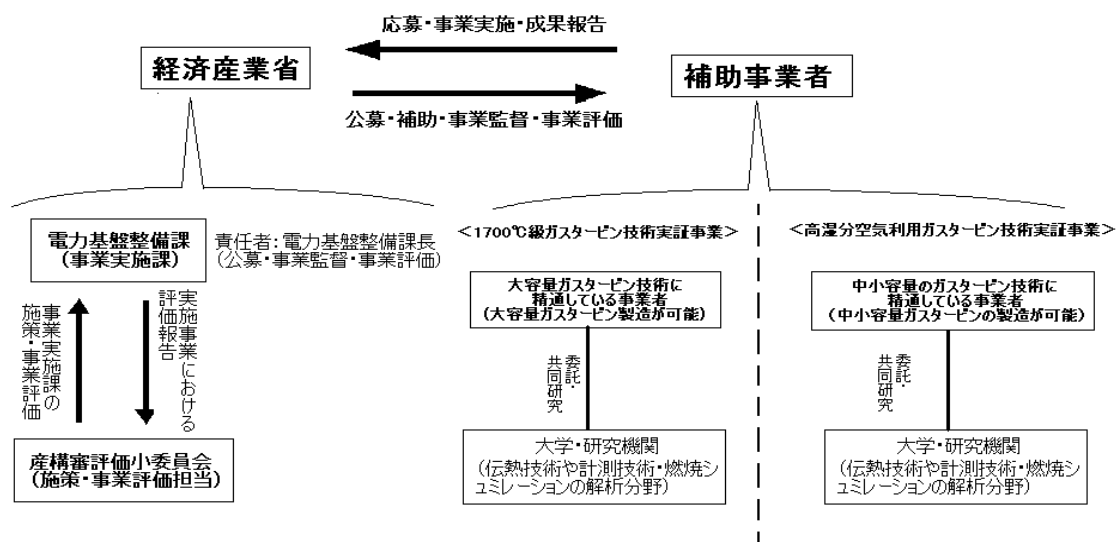 応募・事業実施・成果報告
経済産業省
補助事業者
公募・補助・事業監督・事業評価
電力基盤整備課
(事業実施課)
責任者：電力基盤整備課長
(公募・事業監督・事業評価)
事業実施課の
施策・事業評価
実施事業における
評価報告
産構審評価小委員会
(施策・事業評価担当)
＜1700℃級ガスタービン技術実証事業＞
大容量ガスタービン技術に
精通している事業者
(大容量ガスタービン製造が可能)
委託・
共同研究
大学・研究機関
(伝熱技術や計測技術・燃焼シ
ュミレーションの解析分野)
＜高湿分空気利用ガスタービン技術実証事業＞
中小容量のガスタービン技術に
精通している事業者
(中小容量ガスタービンの製造が可能)
委託・
共同研究
大学・研究機関
(伝熱技術や計測技術・燃焼シ
ュミレーションの解析分野)